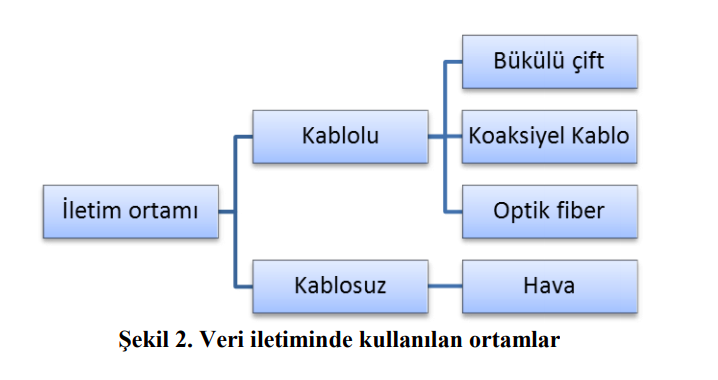 İletim ortamı
Kablolu
Bükülü çift
Koaksiyel Kablo
Optik fiber
Kablosuz
Hava
Şekil 2. Veri iletiminde kullanılan ortamlar